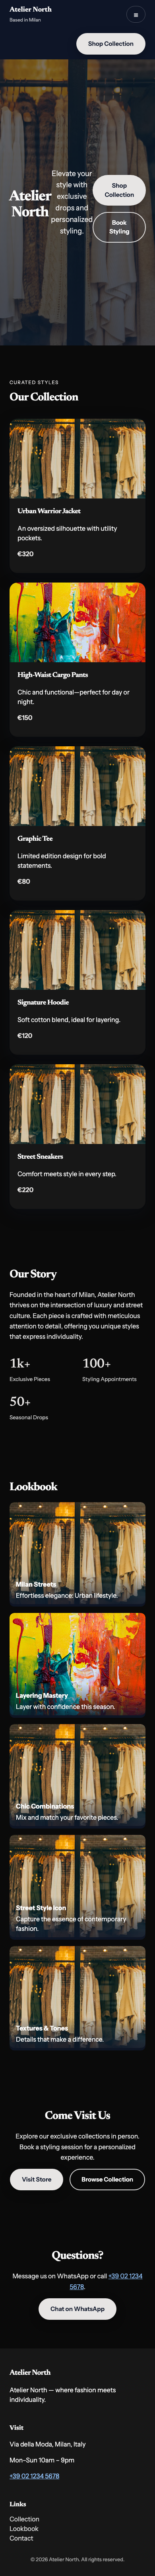 Atelier North
Based in Milan
≡
Shop Collection
Atelier
North
Elevate your
style with
exclusive
drops and
personalized
styling.
Shop
Collection
Book
Styling
CURATED STYLES
Our Collection
Urban Warrior Jacket
An oversized silhouette with utility
pockets.
€320
High-Waist Cargo Pants
Chic and functional—perfect for day or
night.
€150
Graphic Tee
Limited edition design for bold
statements.
€80
Signature Hoodie
Soft cotton blend, ideal for layering.
€120
Street Sneakers
Comfort meets style in every step.
€220
Our Story
Founded in the heart of Milan, Atelier North
thrives on the intersection of luxury and street
culture. Each piece is crafted with meticulous
attention to detail, offering you unique styles
that express individuality.
1k+
Exclusive Pieces
100+
Styling Appointments
50+
Seasonal Drops
Lookbook
Milan Streets
Effortless elegance: Urban lifestyle
Layering Mastery
Layer with confidence this season.
Chic Combinations
Mix and match your favorite pieces.
Street Style Icon
Capture the essence of contemporary
fashion.
Textures & Tones
Details that make a difference.
Come Visit Us
Explore our exclusive collections in person.
Book a styling session for a personalized
experience.
Visit Store
Browse Collection
Questions?
Message us on WhatsApp or call +39 02 1234
5678.
Chat on WhatsApp
Atelier North
Atelier North — where fashion meets
individuality.
Visit
Via della Moda, Milan, Italy
Mon–Sun 10am – 9pm
+39 02 1234 5678
Links
Collection
Lookbook
Contact
© 2026 Atelier North. All rights reserved.